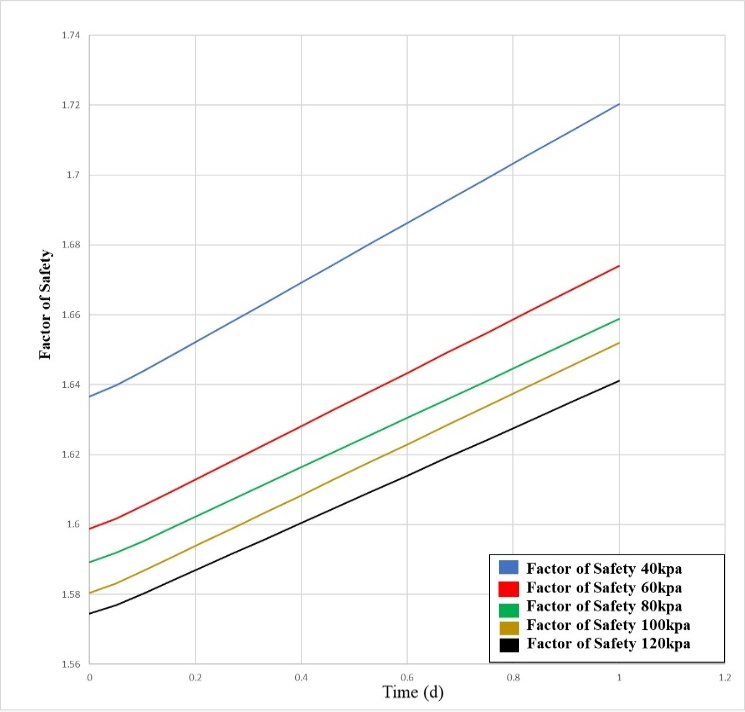 1.74
1.72
1.7
1.68
1.66
1.64
1.62
1.6
1.58
1.56
Factor of Safety
0
0.2
0.4
0.6
0.8
1
1.2
Time (d)
Factor of Safety 40kpa
Factor of Safety 60kpa
Factor of Safety 80kpa
Factor of Safety 100kpa
Factor of Safety 120kpa